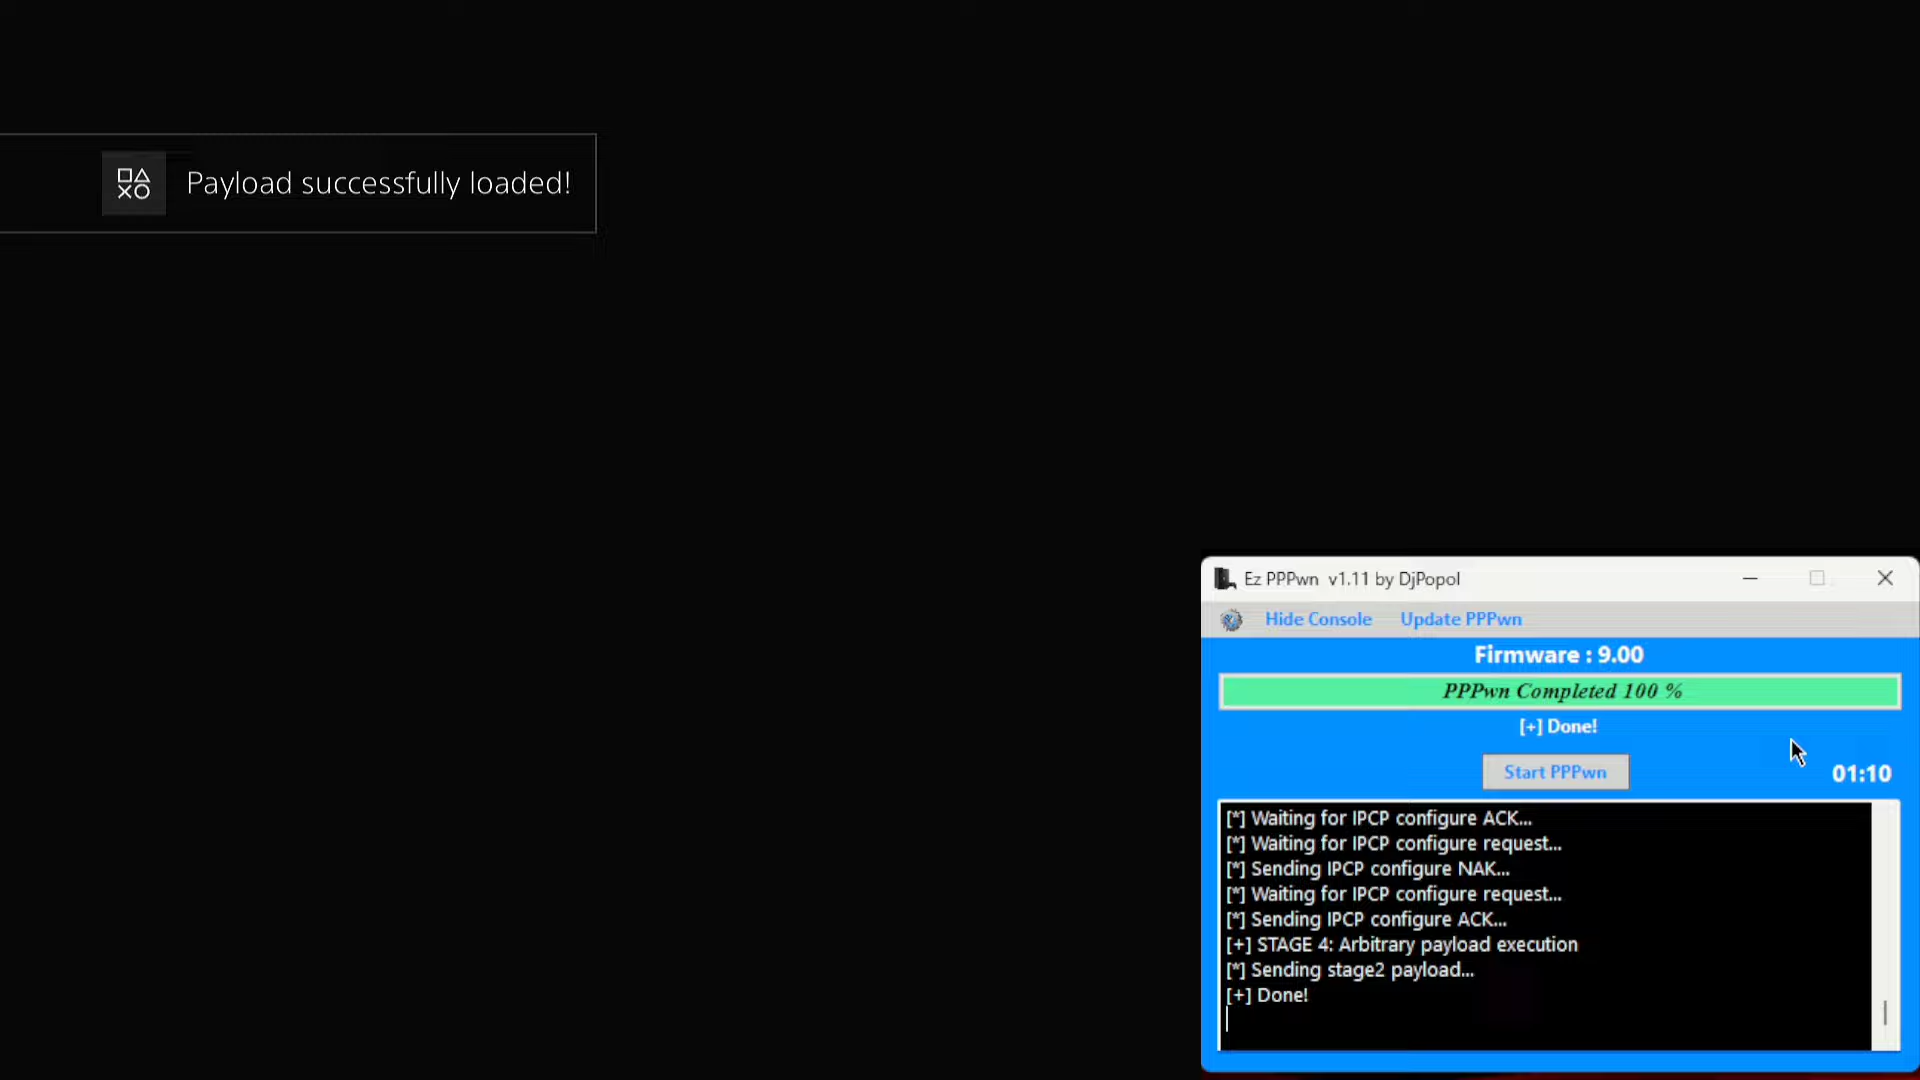 Payload successfully loaded!
Ez PPPwn v1.11 by DjPopol
Hide Console Update PPPwn
Firmware : 9.00
PPPwn Completed 100 %
[+] Done!
Start PPPwn
01:10
[*] Waiting for IPCP configure ACK...
[*] Waiting for IPCP configure request...
[*] Sending IPCP configure NAK...
[*] Waiting for IPCP configure request...
[*] Sending IPCP configure ACK...
[+] STAGE 4: Arbitrary payload execution
[*] Sending stage2 payload...
[+] Done!